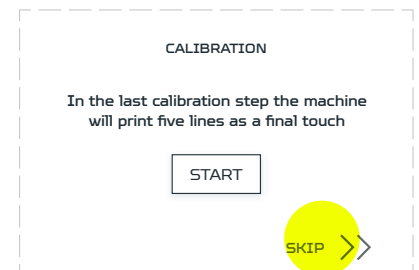 CALIBRATION
In the last calibration step the machine
will print five lines as a final touch
START
SKIP